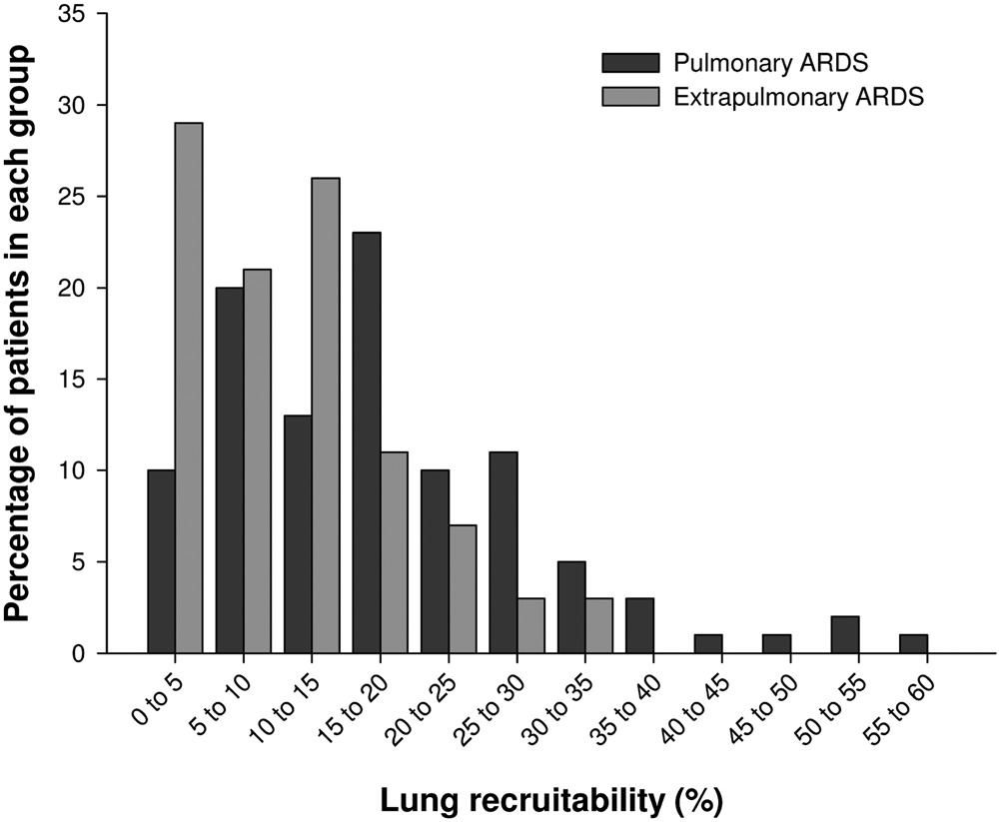 35
30
25
20
15
10
5
0
Percentage of patients in each group
Pulmonary ARDS
Extrapulmonary ARDS
0 to 5
5 to 10
10 to 15
15 to 20
20 to 25
25 to 30
30 to 35
35 to 40
40 to 45
45 to 50
50 to 55
55 to 60
Lung recruitability (%)